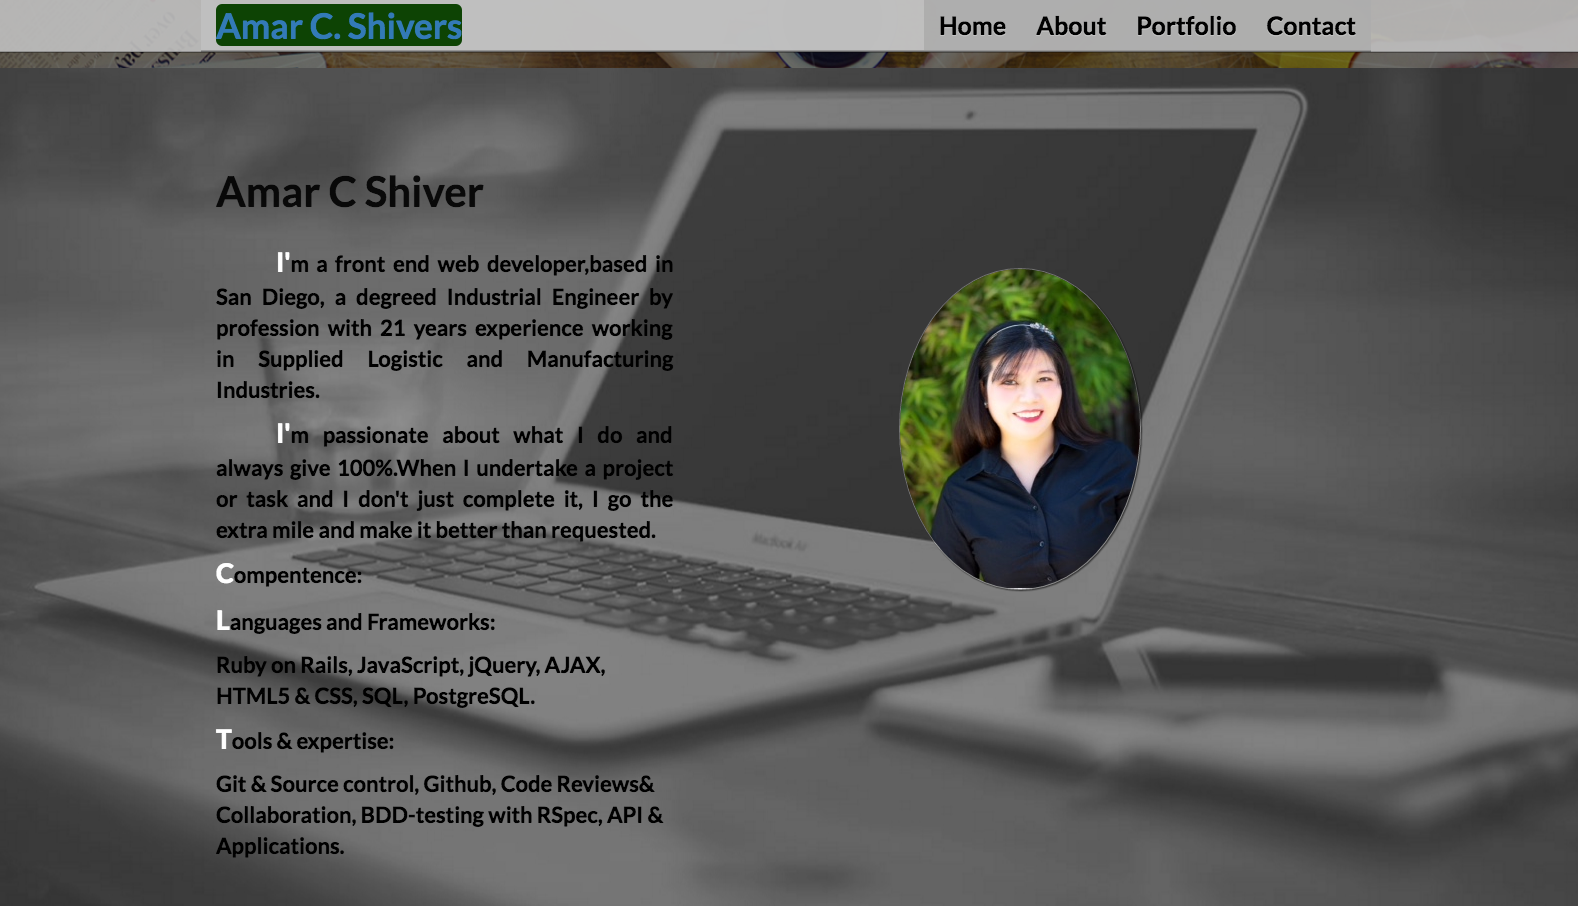 Amar C. Shivers
Home About Portfolio Contact
Amar C Shiver
I'm a front end web developer,based in
San Diego, a degreed Industrial Engineer by
profession with 21 years experience working
in Supplied Logistic and Manufacturing
Industries.
I'm passionate about what I do and
always give 100%.When I undertake a project
or task and I don't just complete it, I go the
extra mile and make it better than requested.
MacBook Air
Compentence:
Languages and Frameworks:
Ruby on Rails, JavaScript, jQuery, AJAX,
HTML5 & CSS, SQL, PostgreSQL.
Tools & expertise:
Git & Source control, Github, Code Reviews&
Collaboration, BDD-testing with RSpec, API &
Applications.